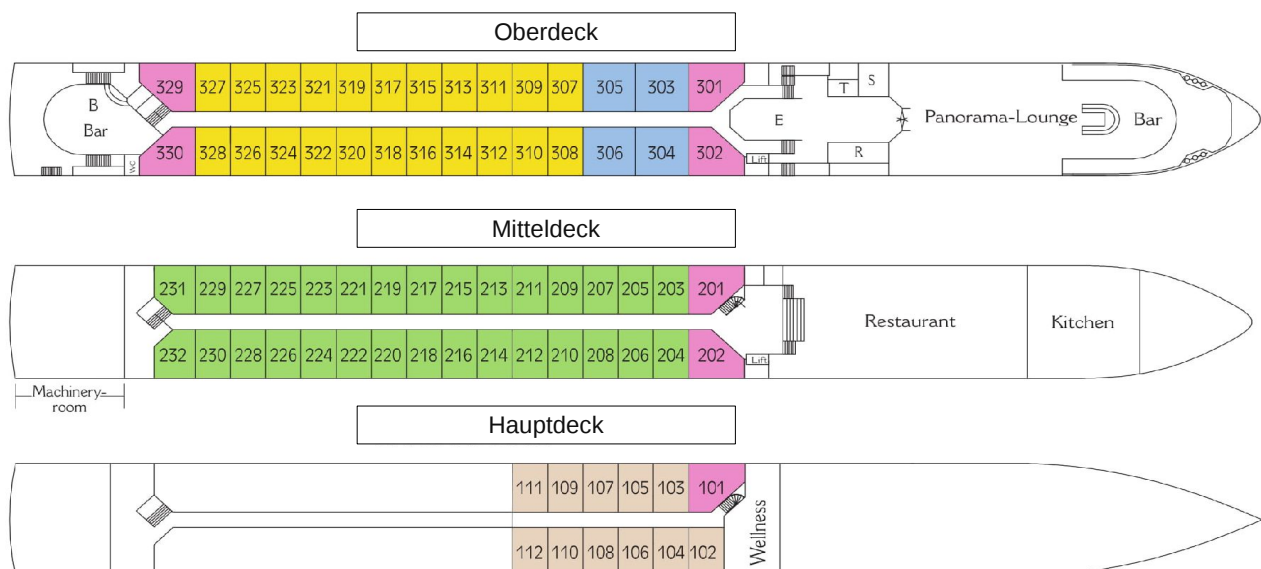 Oberdeck
329 327 325 323 321 319 317 315 313 311 309 307 305 303 301
B
Bar
WC
330 328 326 324 322 320 318 316 314 312 310 308 306 304 302
Lift
E
T
S
R
Panorama-Lounge
Bar
Mitteldeck
231 229 227 225 223 221 219 217 215 213 211 209 207 205 203 201
232 230 228 226 224 222 220 218 216 214 212 210 208 206 204 202
Lift
Restaurant
Kitchen
Machinery-
room
Hauptdeck
111 109 107 105 103 101
112 110 108 106 104 102
Wellness